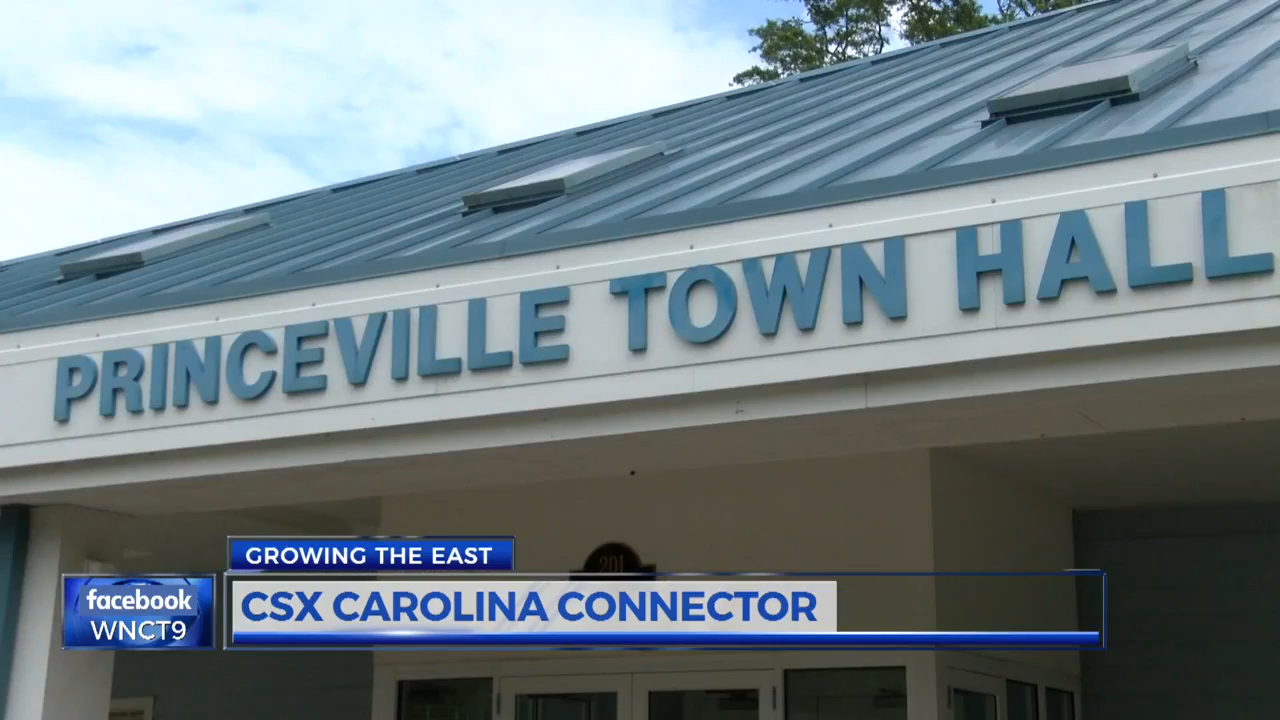 PRINCEVILLE TOWN HALL
201
GROWING THE EAST
facebook
WNCT9
CSX CAROLINA CONNECTOR